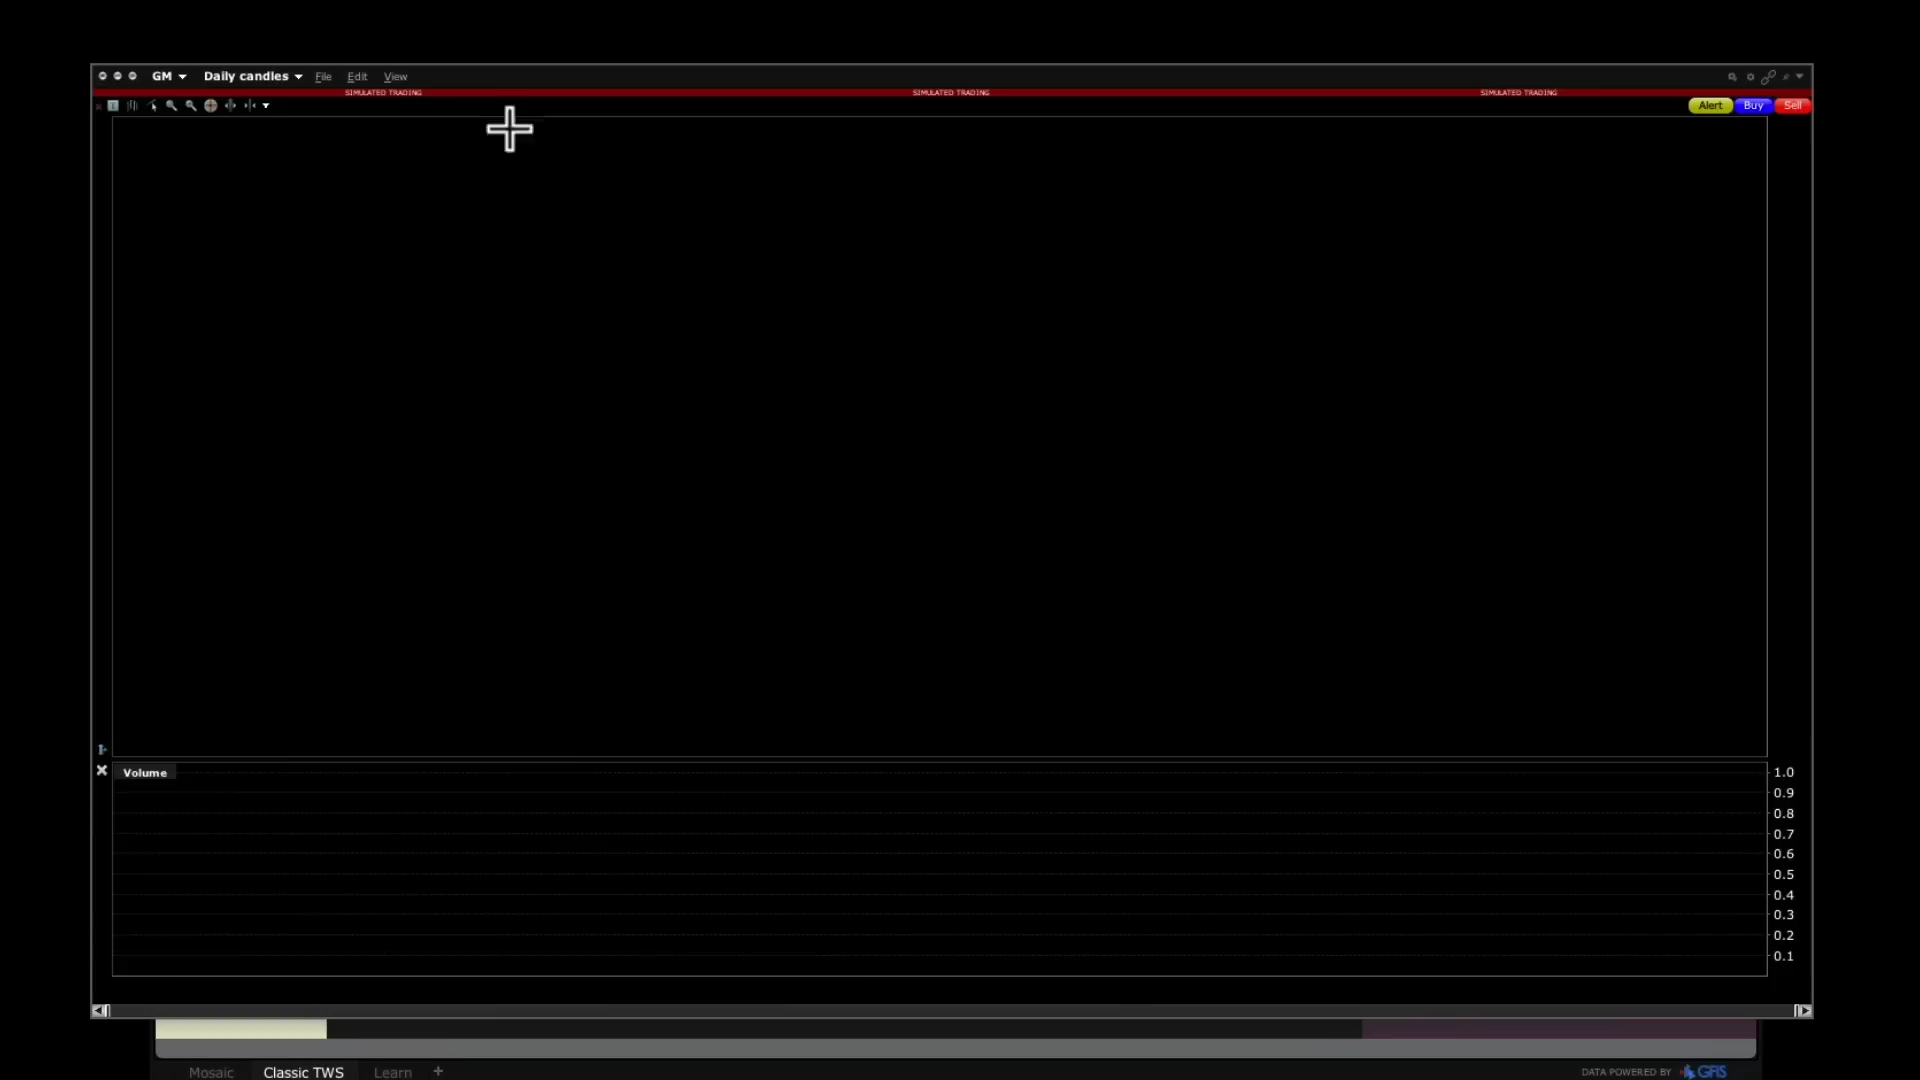 GM Daily candles File Edit View
SIMULATED TRADING SIMULATED TRADING SIMULATED TRADING
Alert Buy Sell
Volume
1.0
0.9
0.8
0.7
0.6
0.5
0.4
0.3
0.2
0.1
Mosaic Classic TWS Learn + DATA POWERED BY GFIS